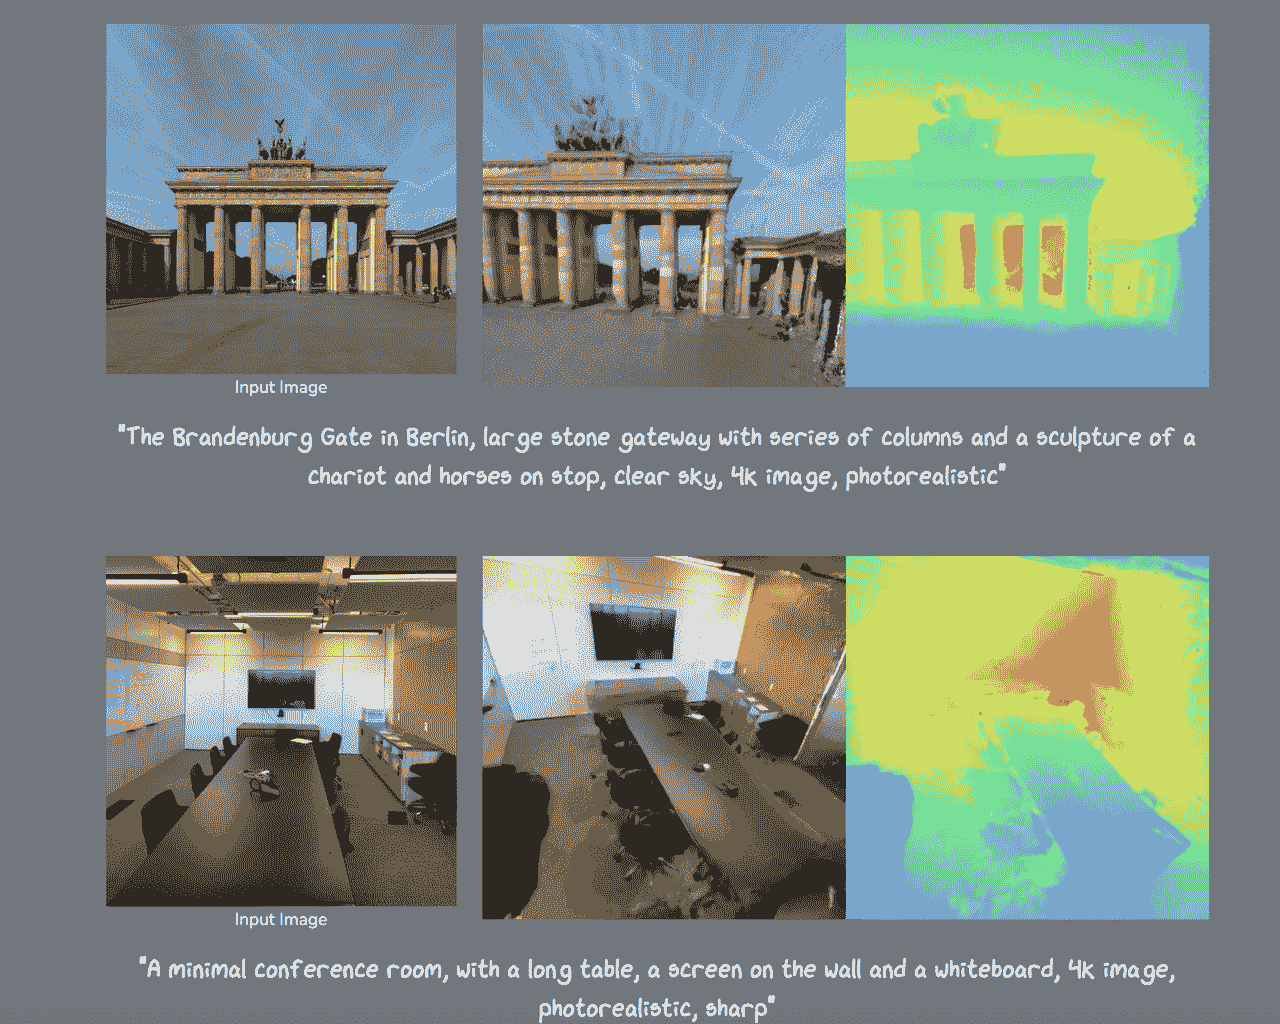 Input Image
"The Brandenburg Gate in Berlin, large stone gateway with series of columns and a sculpture of a
chariot and horses on stop, clear sky, 4k image, photorealistic"
Input Image
"A minimal conference room, with a long table, a screen on the wall and a whiteboard, 4k image,
photorealistic, sharp"